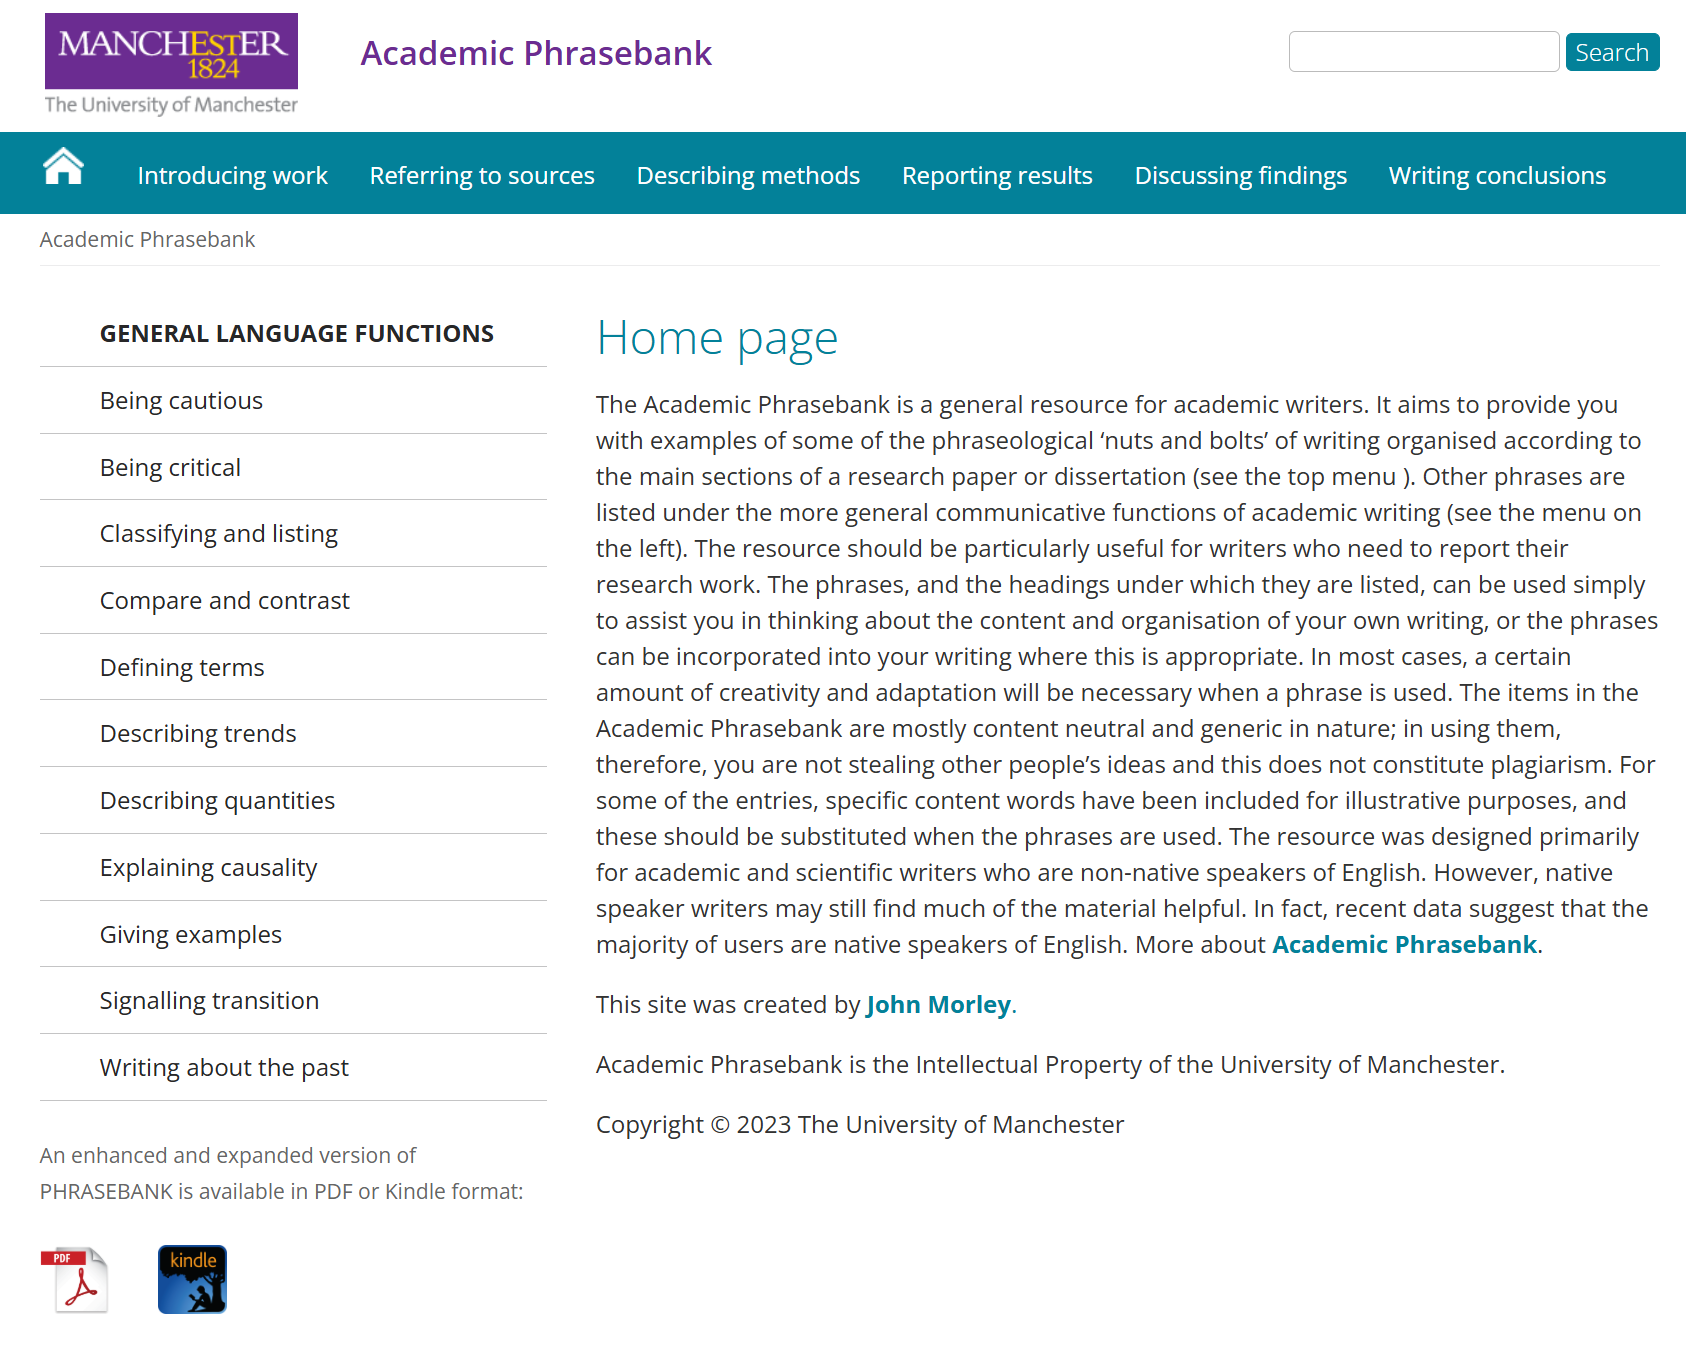 MANCHESTER
1824
The University of Manchester
Academic Phrasebank
Search
Introducing work
Referring to sources
Describing methods
Reporting results
Discussing findings
Writing conclusions
Academic Phrasebank
GENERAL LANGUAGE FUNCTIONS
Being cautious
Being critical
Classifying and listing
Compare and contrast
Defining terms
Describing trends
Describing quantities
Explaining causality
Giving examples
Signalling transition
Writing about the past
An enhanced and expanded version of
PHRASEBANK is available in PDF or Kindle format:
PDF
kindle
Home page
The Academic Phrasebank is a general resource for academic writers. It aims to provide you
with examples of some of the phraseological ‘nuts and bolts’ of writing organised according to
the main sections of a research paper or dissertation (see the top menu ). Other phrases are
listed under the more general communicative functions of academic writing (see the menu on
the left). The resource should be particularly useful for writers who need to report their
research work. The phrases, and the headings under which they are listed, can be used simply
to assist you in thinking about the content and organisation of your own writing, or the phrases
can be incorporated into your writing where this is appropriate. In most cases, a certain
amount of creativity and adaptation will be necessary when a phrase is used. The items in the
Academic Phrasebank are mostly content neutral and generic in nature; in using them,
therefore, you are not stealing other people’s ideas and this does not constitute plagiarism. For
some of the entries, specific content words have been included for illustrative purposes, and
these should be substituted when the phrases are used. The resource was designed primarily
for academic and scientific writers who are non-native speakers of English. However, native
speaker writers may still find much of the material helpful. In fact, recent data suggest that the
majority of users are native speakers of English. More about Academic Phrasebank.
This site was created by John Morley.
Academic Phrasebank is the Intellectual Property of the University of Manchester.
Copyright © 2023 The University of Manchester